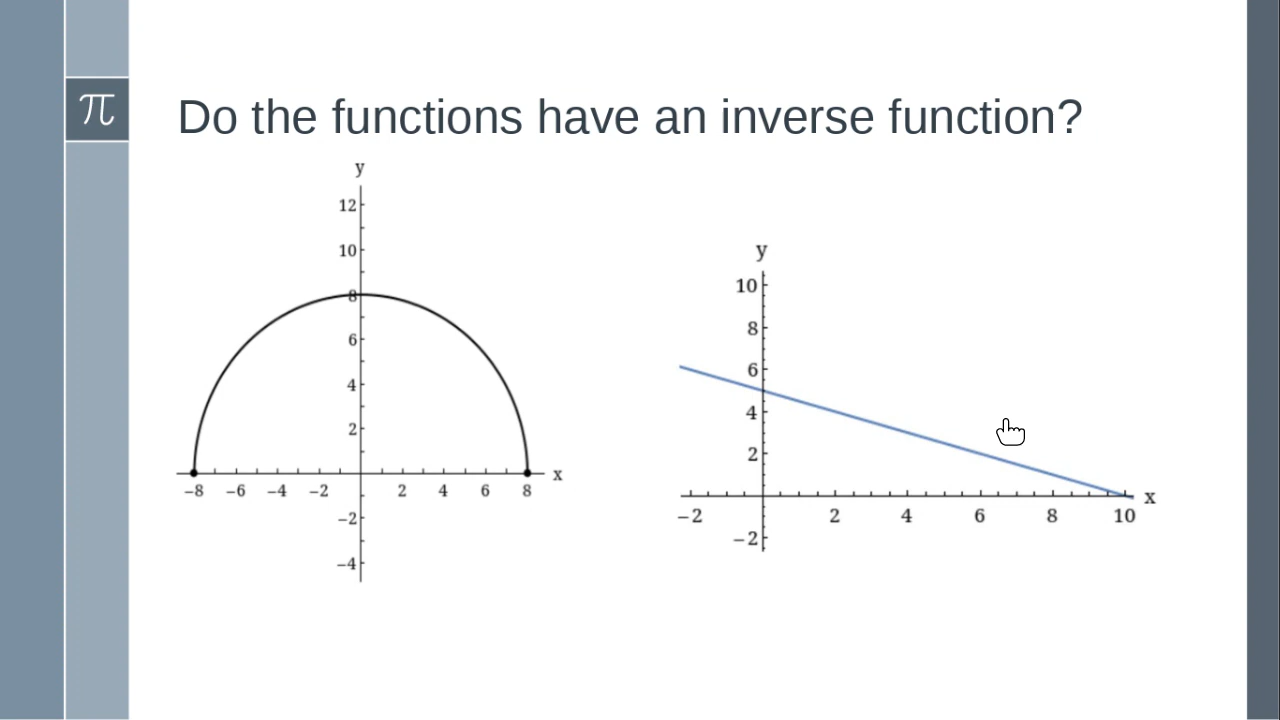 π
Do the functions have an inverse function?
y
12
10
8
6
4
2
−8 −6 −4 −2 2 4 6 8 x
−2
−4
y
10
8
6
4
2
−2 2 4 6 8 10 x
−2